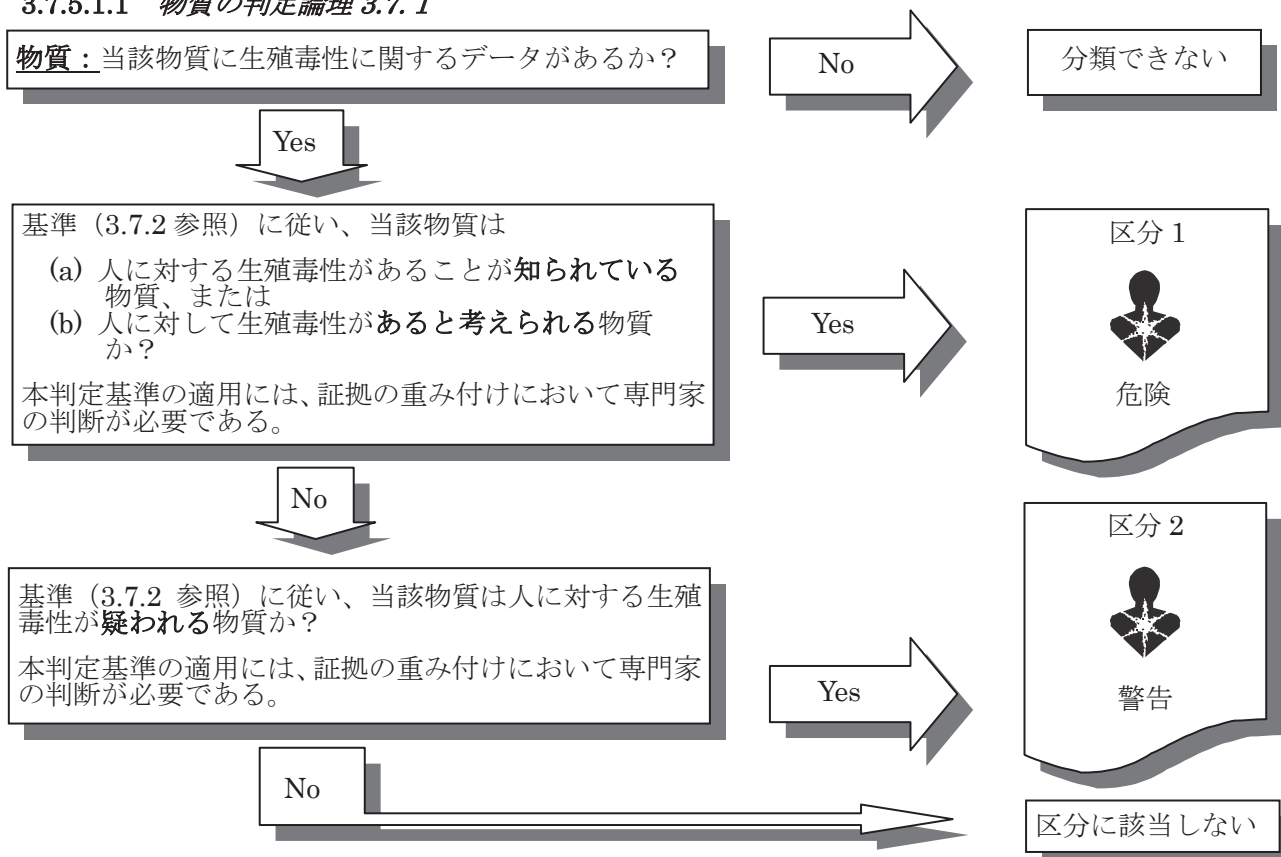 3.7.5.1.1 物質の判定論理 3.7.1
物質：当該物質に生殖毒性に関するデータがあるか？
No
分類できない
Yes
基準（3.7.2 参照）に従い、当該物質は
(a) 人に対する生殖毒性があることが知られている
物質、または
(b) 人に対して生殖毒性があると考えられる物質
か？
本判定基準の適用には、証拠の重み付けにおいて専門家
の判断が必要である。
Yes
区分 1
危険
No
基準（3.7.2 参照）に従い、当該物質は人に対する生殖
毒性が疑われる物質か？
本判定基準の適用には、証拠の重み付けにおいて専門家
の判断が必要である。
Yes
区分 2
警告
No
区分に該当しない